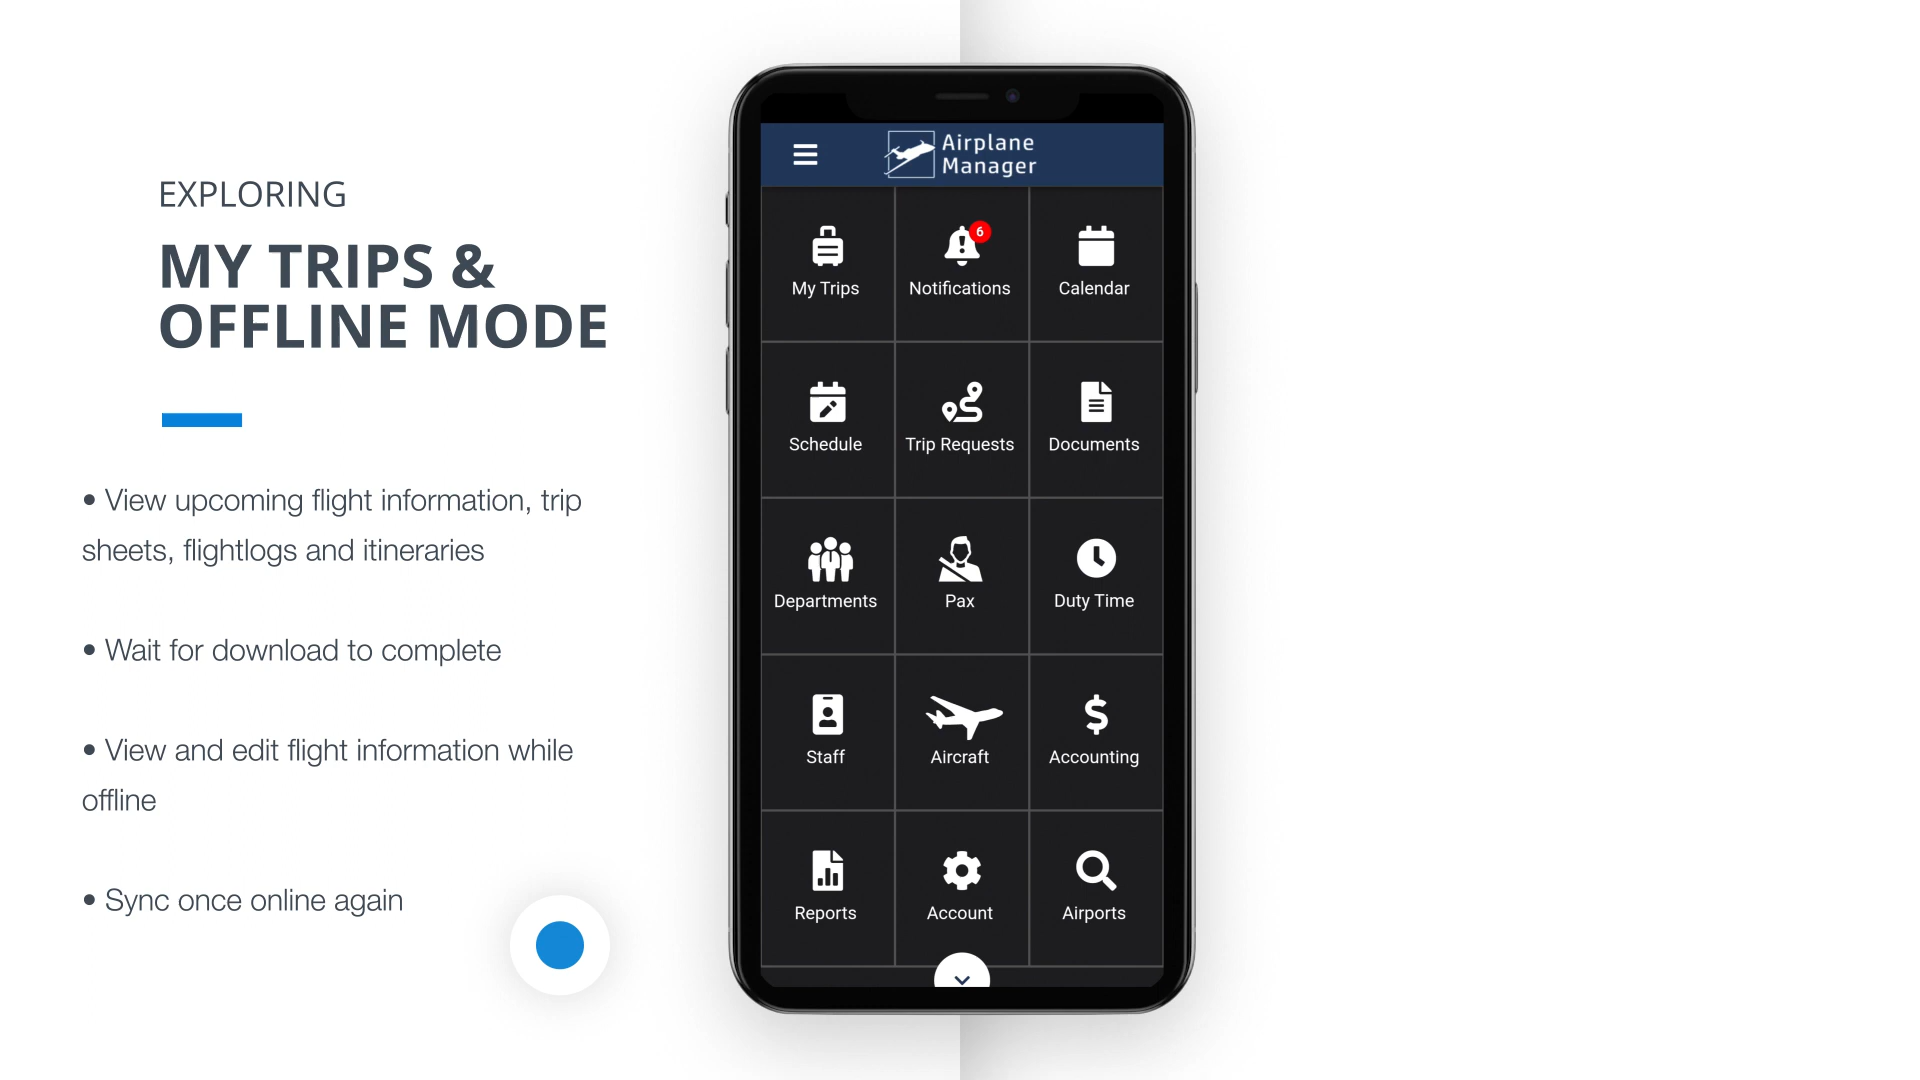 EXPLORING
MY TRIPS &
OFFLINE MODE
• View upcoming flight information, trip
sheets, flightlogs and itineraries
• Wait for download to complete
• View and edit flight information while
offline
• Sync once online again
Airplane
Manager
6
My Trips
Notifications
Calendar
Schedule
Trip Requests
Documents
Departments
Pax
Duty Time
Staff
Aircraft
Accounting
Reports
Account
Airports